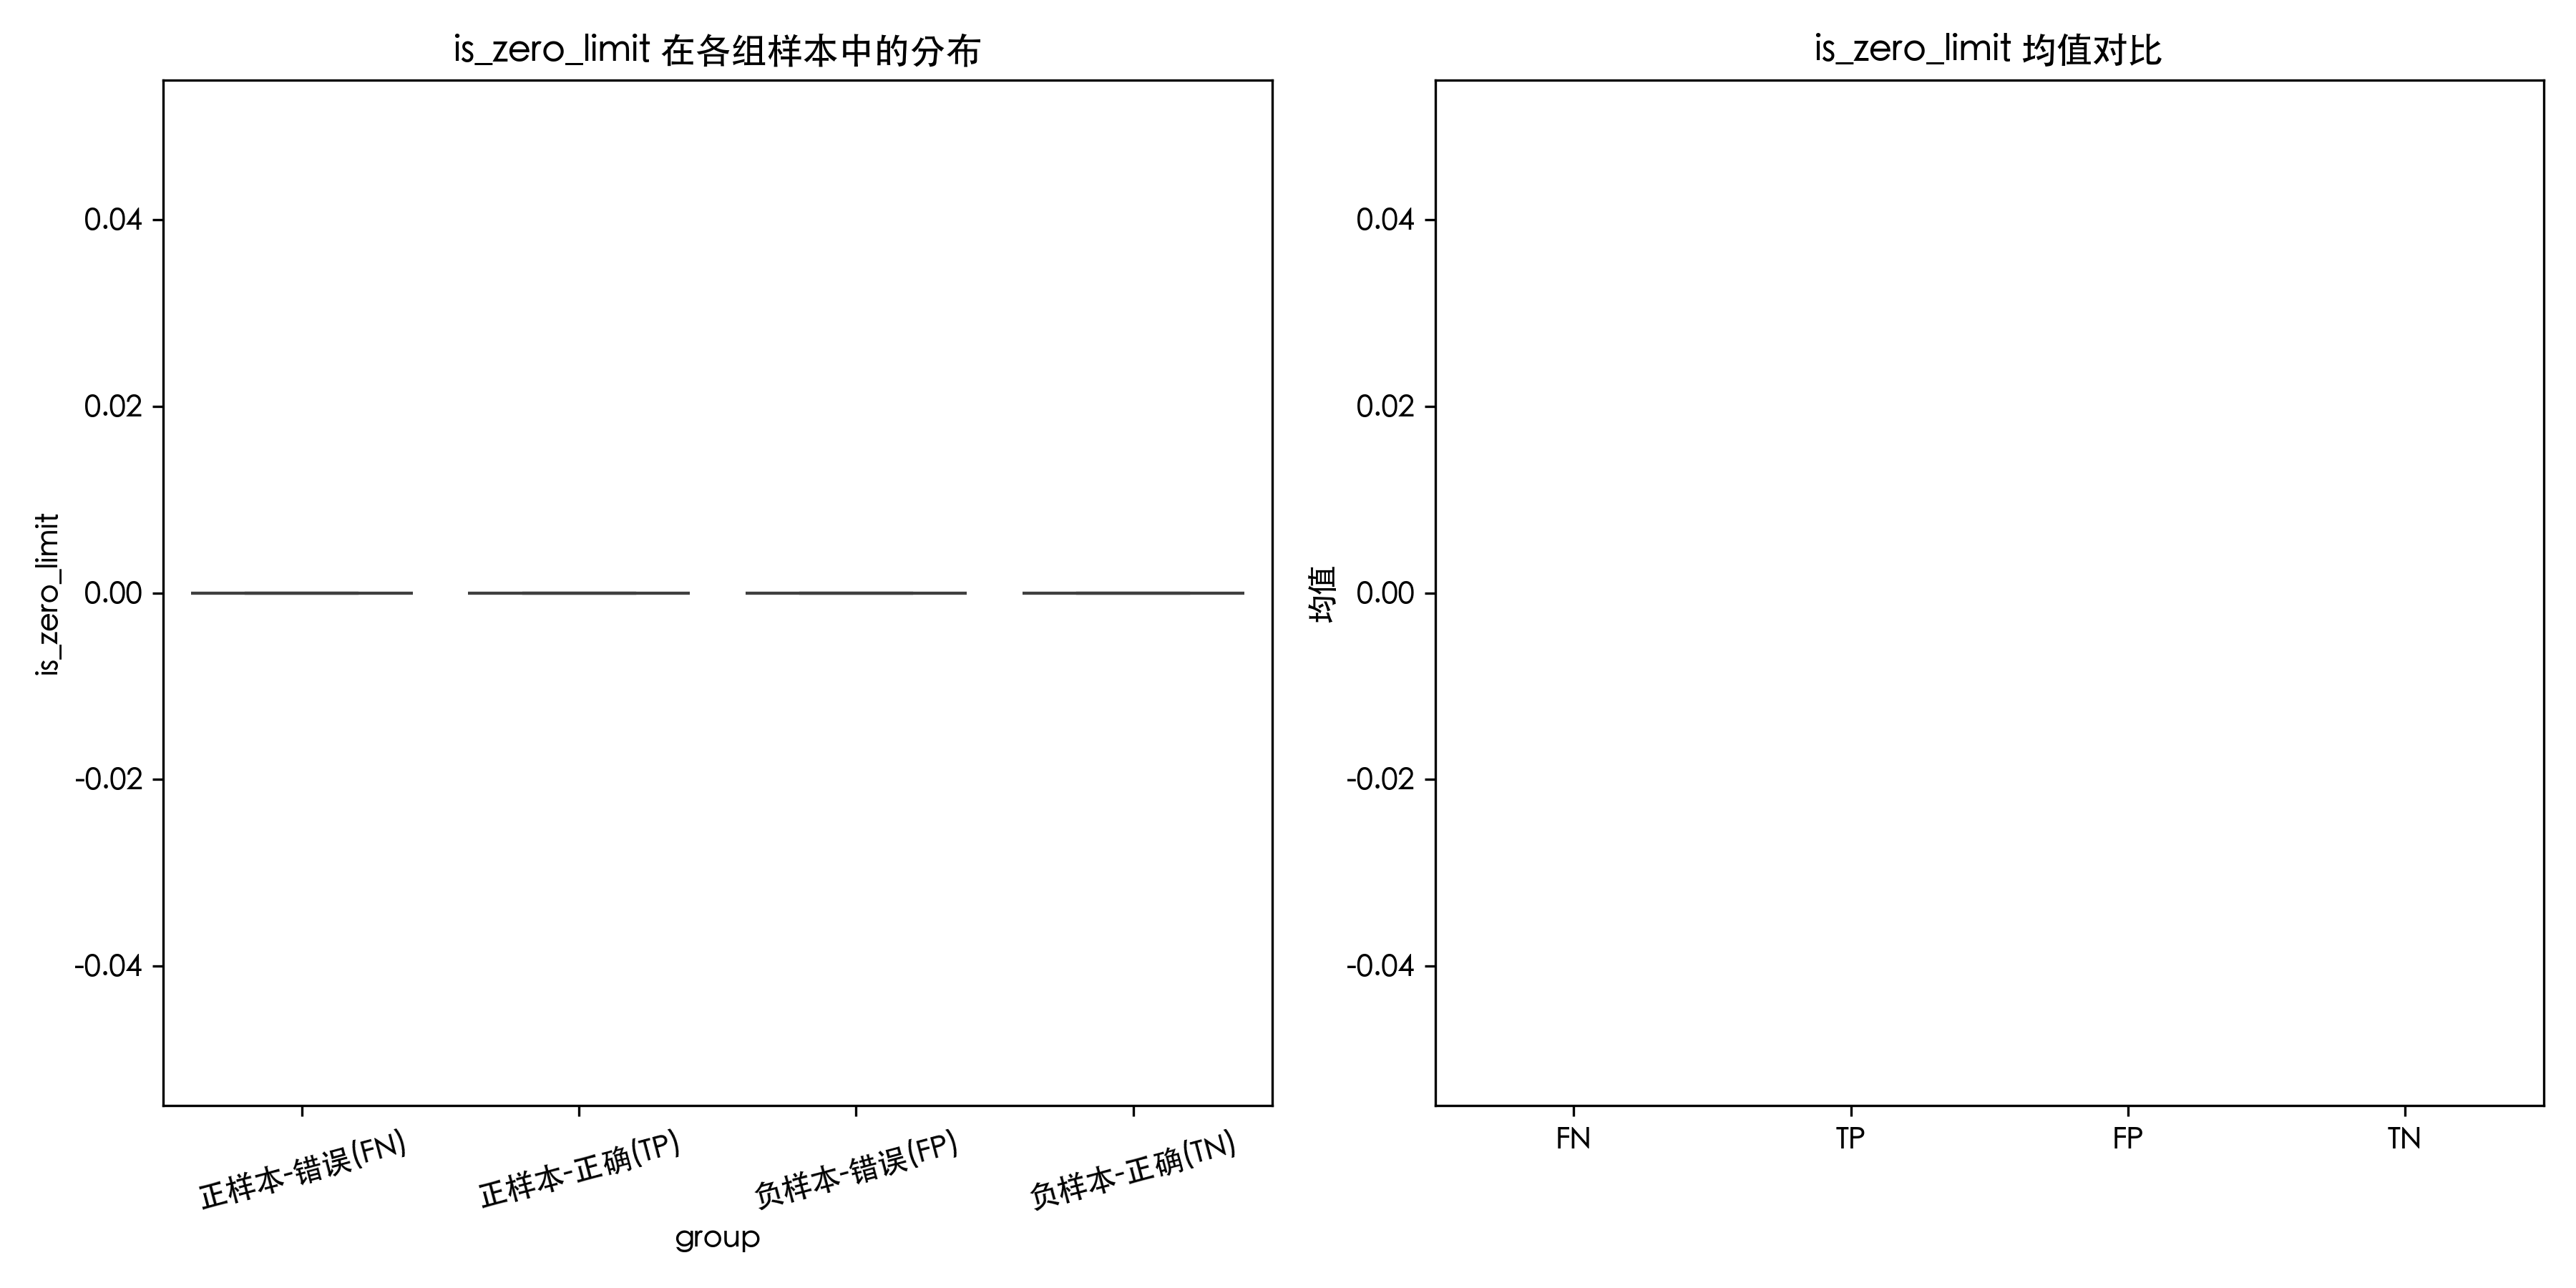 is_zero_limit 在各组样本中的分布
is_zero_limit
0.04
0.02
0.00
-0.02
-0.04
正样本-错误(FN)
正样本-正确(TP)
负样本-错误(FP)
负样本-正确(TN)
group
is_zero_limit 均值对比
均值
0.04
0.02
0.00
-0.02
-0.04
FN
TP
FP
TN